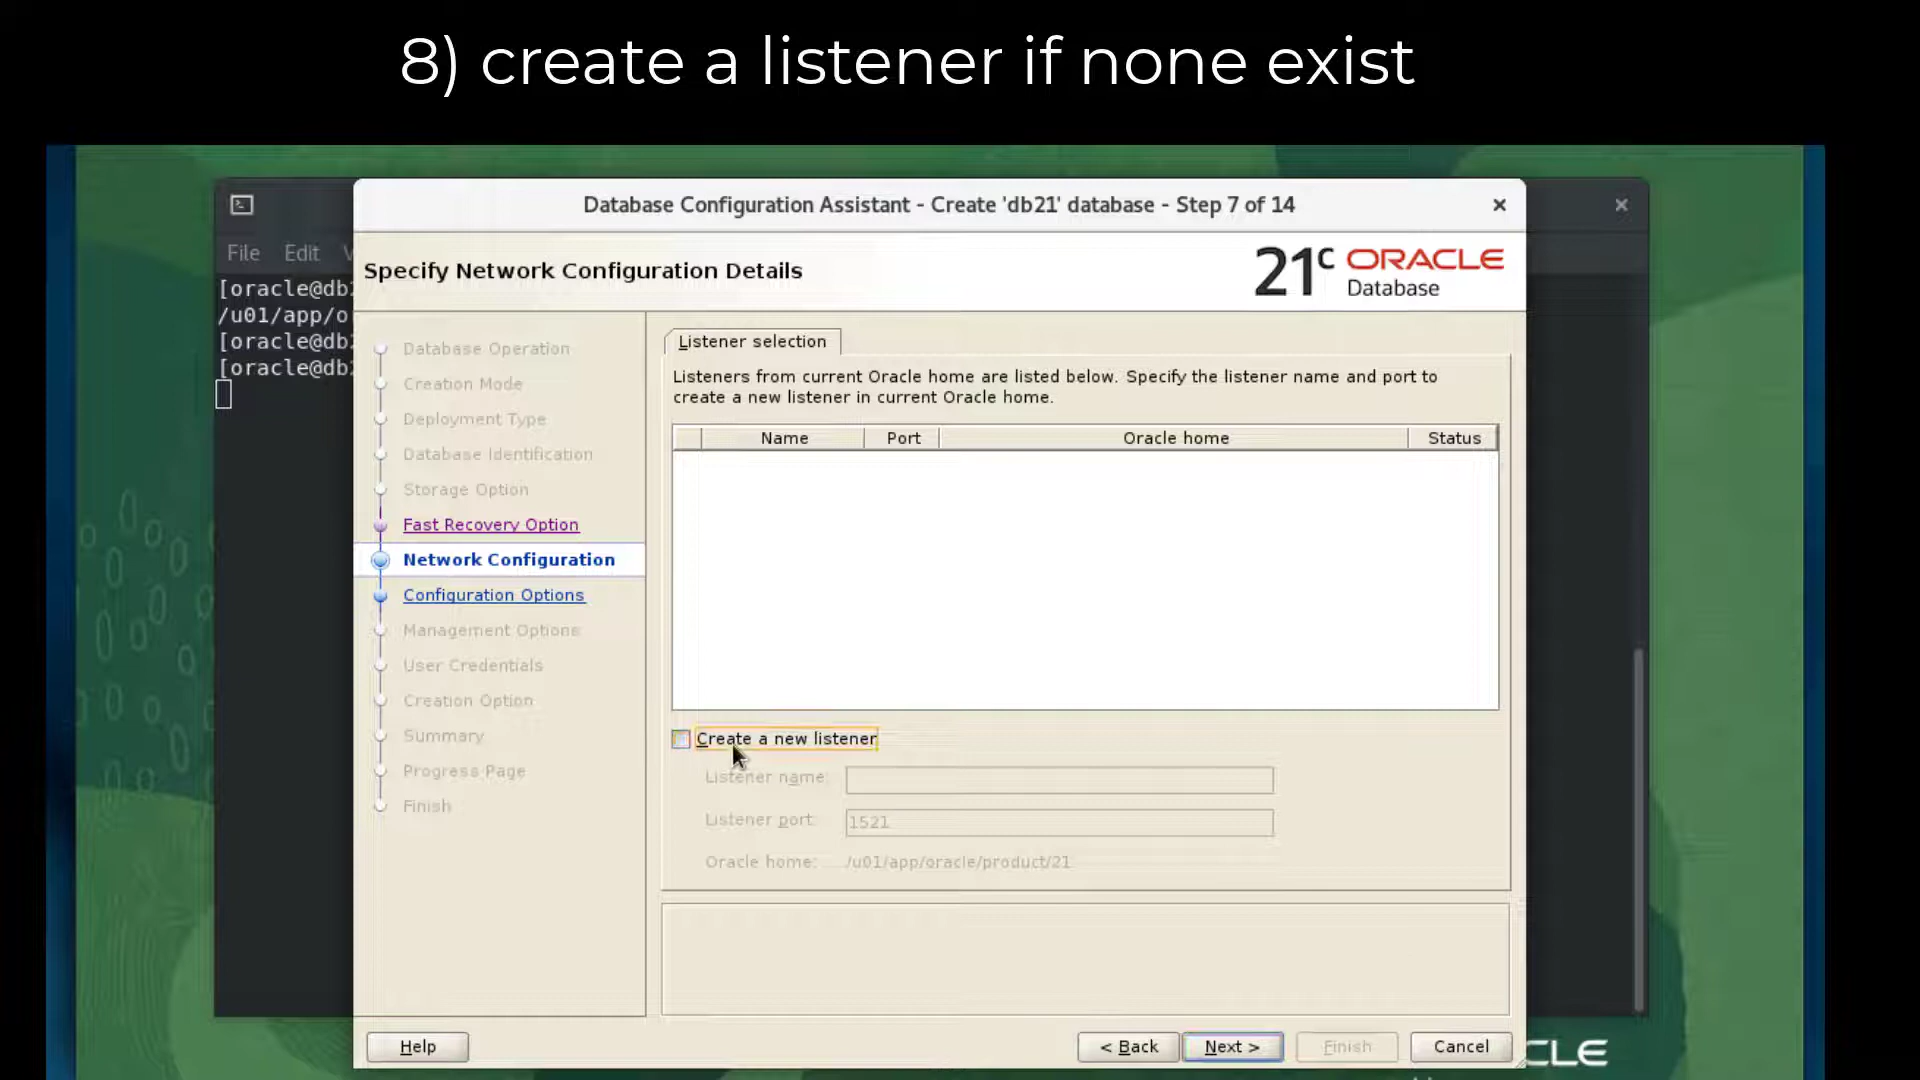 8) create a listener if none exist
Database Configuration Assistant - Create 'db21' database - Step 7 of 14
File Edit V
Specify Network Configuration Details
21c ORACLE
Database
[oracle@db2
/u01/app/o
[oracle@db2
[oracle@db2
Database Operation
Creation Mode
Deployment Type
Database Identification
Storage Option
Fast Recovery Option
Network Configuration
Configuration Options
Management Options
User Credentials
Creation Option
Summary
Progress Page
Finish
Listener selection
Listeners from current Oracle home are listed below. Specify the listener name and port to
create a new listener in current Oracle home.
Name Port Oracle home Status
Create a new listener
Listener name:
Listener port: 1521
Oracle home: /u01/app/oracle/product/21
Help
< Back Next > Finish Cancel
CLE